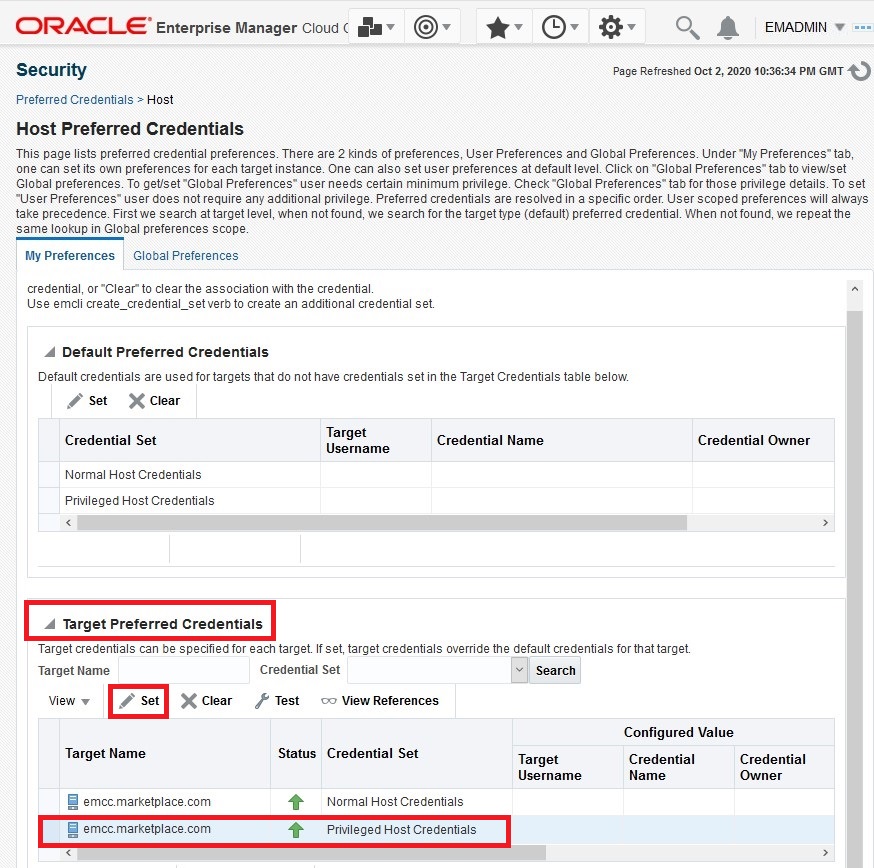 ORACLE® Enterprise Manager Cloud C
EMADMIN
Security
Page Refreshed Oct 2, 2020 10:36:34 PM GMT
Preferred Credentials > Host
Host Preferred Credentials
This page lists preferred credential preferences. There are 2 kinds of preferences, User Preferences and Global Preferences. Under "My Preferences" tab,
one can set its own preferences for each target instance. One can also set user preferences at default level. Click on "Global Preferences" tab to view/set
Global preferences. To get/set "Global Preferences" user needs certain minimum privilege. Check "Global Preferences" tab for those privilege details. To set
"User Preferences" user does not require any additional privilege. Preferred credentials are resolved in a specific order. User scoped preferences will always
take precedence. First we search at target level, when not found, we search for the target type (default) preferred credential. When not found, we repeat the
same lookup in Global preferences scope.
My Preferences Global Preferences
credential, or "Clear" to clear the association with the credential.
Use emcli create_credential_set verb to create an additional credential set.
Default Preferred Credentials
Default credentials are used for targets that do not have credentials set in the Target Credentials table below.
Set Clear
Credential Set Target Username Credential Name Credential Owner
Normal Host Credentials
Privileged Host Credentials
Target Preferred Credentials
Target credentials can be specified for each target. If set, target credentials override the default credentials for that target.
Target Name Credential Set Search
View Set Clear Test View References
Configured Value
Target Name Status Credential Set Target Username Credential Name Credential Owner
emcc.marketplace.com Normal Host Credentials
emcc.marketplace.com Privileged Host Credentials